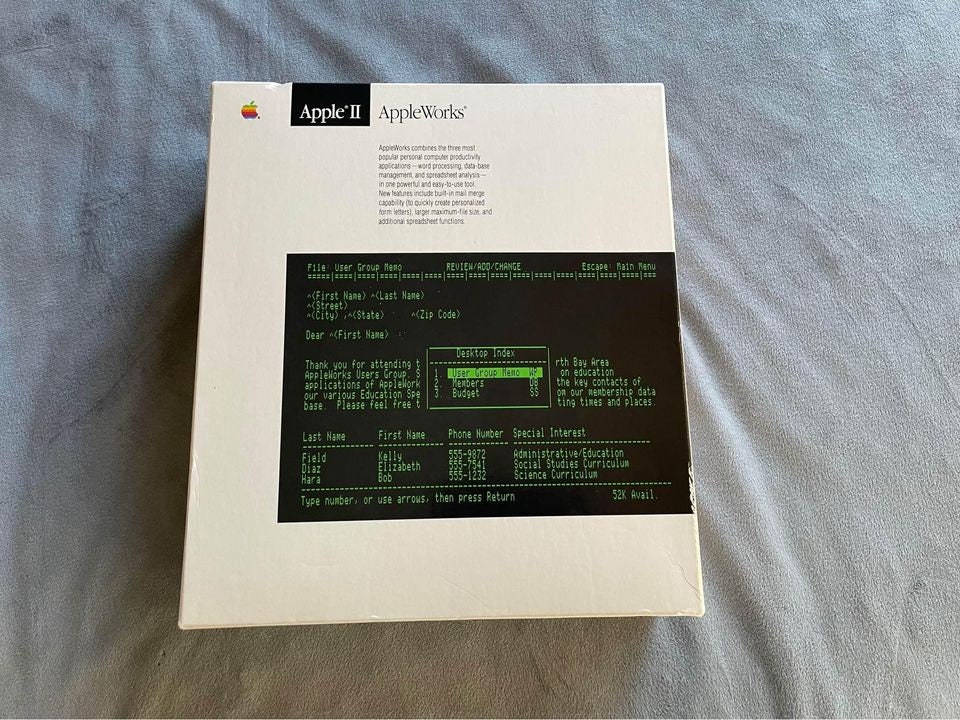 Apple® II AppleWorks®
AppleWorks combines the three most
popular personal computer productivity
applications—word processing, data-base
management, and spreadsheet analysis—
in one powerful and easy-to-use tool.
New features include built-in mail merge
capability (to quickly create personalized
form letters), larger maximum-file size, and
additional spreadsheet functions.
File: User Group Memo REVIEW/ADD/CHANGE Escape: Main Menu
=====|====|====|====|====|====|====|====|====|====|====|====|====|====|====|===
^<First Name> ^<Last Name>
^<Street>
^<City> ,^<State> ^<Zip Code>
Dear ^<First Name> :
Desktop Index
Thank you for attending t rth Bay Area
AppleWorks Users Group. S 1. User Group Memo WP on education
applications of AppleWork 2. Members DB the key contacts of
our various Education Spe 3. Budget SS om our membership data
base. Please feel free t ting times and places.
Last Name First Name Phone Number Special Interest
Field Kelly 555-9872 Administrative/Education
Diaz Elizabeth 555-7541 Social Studies Curriculum
Hara Bob 555-1232 Science Curriculum
Type number, or use arrows, then press Return 52K Avail.